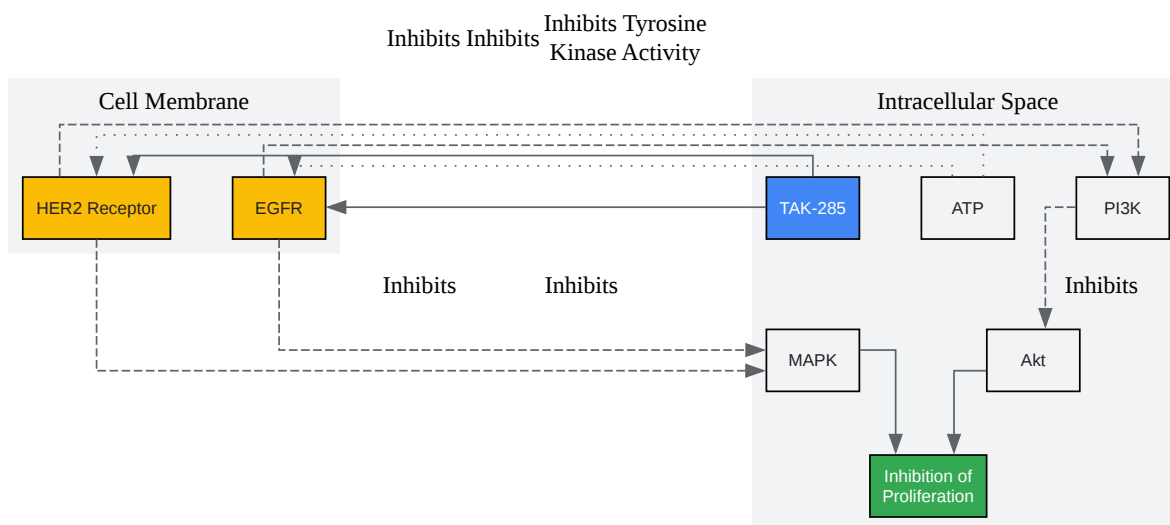 Inhibits Inhibits Inhibits Tyrosine
Kinase Activity
Cell Membrane
Intracellular Space
HER2 Receptor
EGFR
TAK-285
ATP
PI3K
Inhibits
Inhibits
Inhibits
MAPK
Akt
Inhibition of
Proliferation